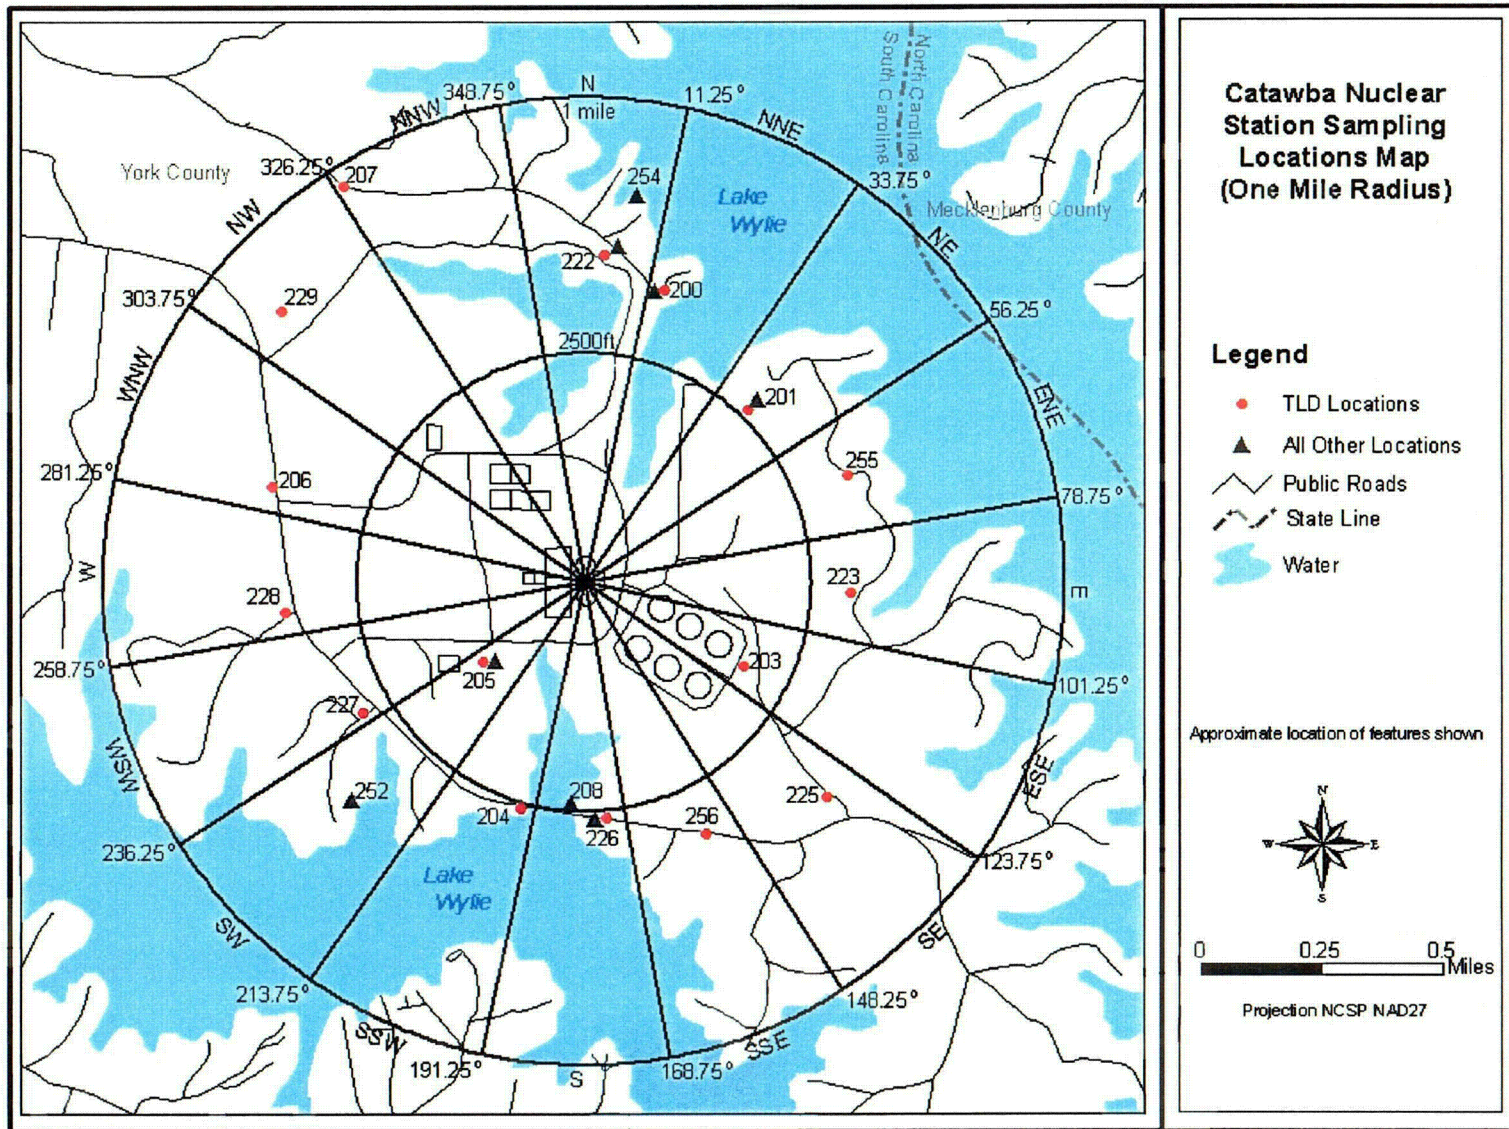 Catawba Nuclear
Station Sampling
Locations Map
(One Mile Radius)
Legend
TLD Locations
All Other Locations
Public Roads
State Line
Water
Approximate location of features shown
N
W
E
S
0 0.25 0.5
Miles
Projection NCSP NAD27
North Carolina
South Carolina
York County
Mecklenburg County
Lake
Wylie
Lake
Wylie
N
1 mile
2500ft
11.25°
NNE
33.75°
NE
56.25°
ENE
78.75°
E
101.25°
ESE
123.75°
SE
148.25°
SSE
168.75°
S
191.25°
SSW
213.75°
SW
236.25°
WSW
258.75°
W
281.25°
WNW
303.75°
NW
326.25°
NNW
348.75°
207
254
222
200
229
201
255
206
223
228
203
205
227
252
204
208
226
256
225